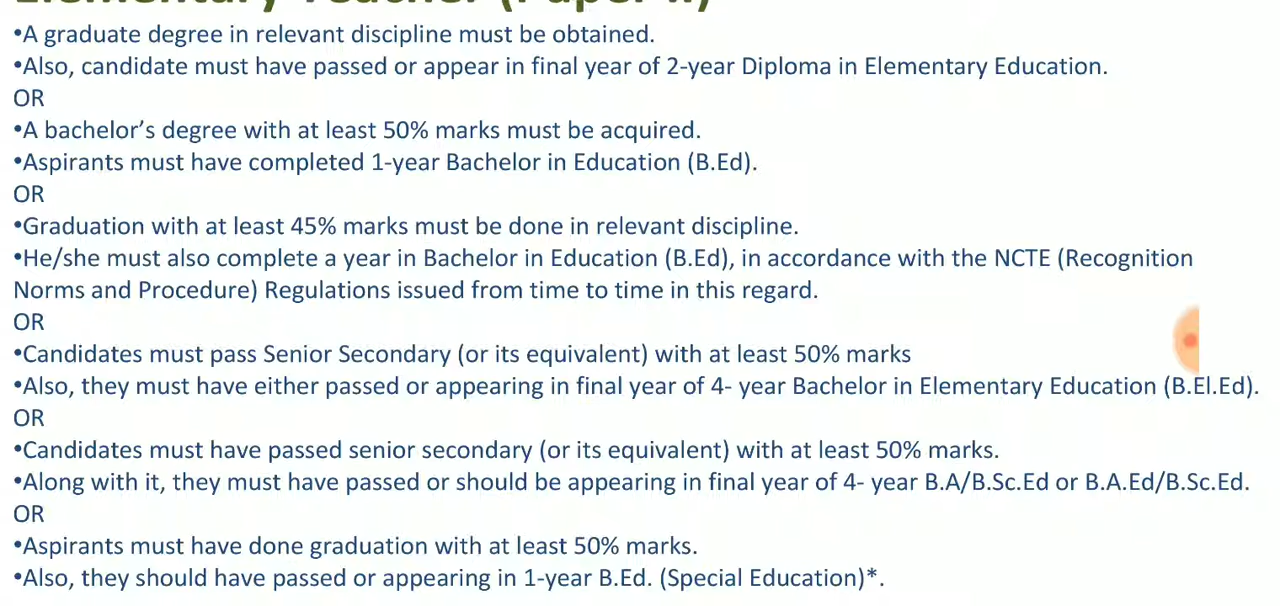 Elementary Teacher (Paper II)
•A graduate degree in relevant discipline must be obtained.
•Also, candidate must have passed or appear in final year of 2-year Diploma in Elementary Education.
OR
•A bachelor's degree with at least 50% marks must be acquired.
•Aspirants must have completed 1-year Bachelor in Education (B.Ed).
OR
•Graduation with at least 45% marks must be done in relevant discipline.
•He/she must also complete a year in Bachelor in Education (B.Ed), in accordance with the NCTE (Recognition
Norms and Procedure) Regulations issued from time to time in this regard.
OR
•Candidates must pass Senior Secondary (or its equivalent) with at least 50% marks
•Also, they must have either passed or appearing in final year of 4- year Bachelor in Elementary Education (B.El.Ed).
OR
•Candidates must have passed senior secondary (or its equivalent) with at least 50% marks.
•Along with it, they must have passed or should be appearing in final year of 4- year B.A/B.Sc.Ed or B.A.Ed/B.Sc.Ed.
OR
•Aspirants must have done graduation with at least 50% marks.
•Also, they should have passed or appearing in 1-year B.Ed. (Special Education)*.